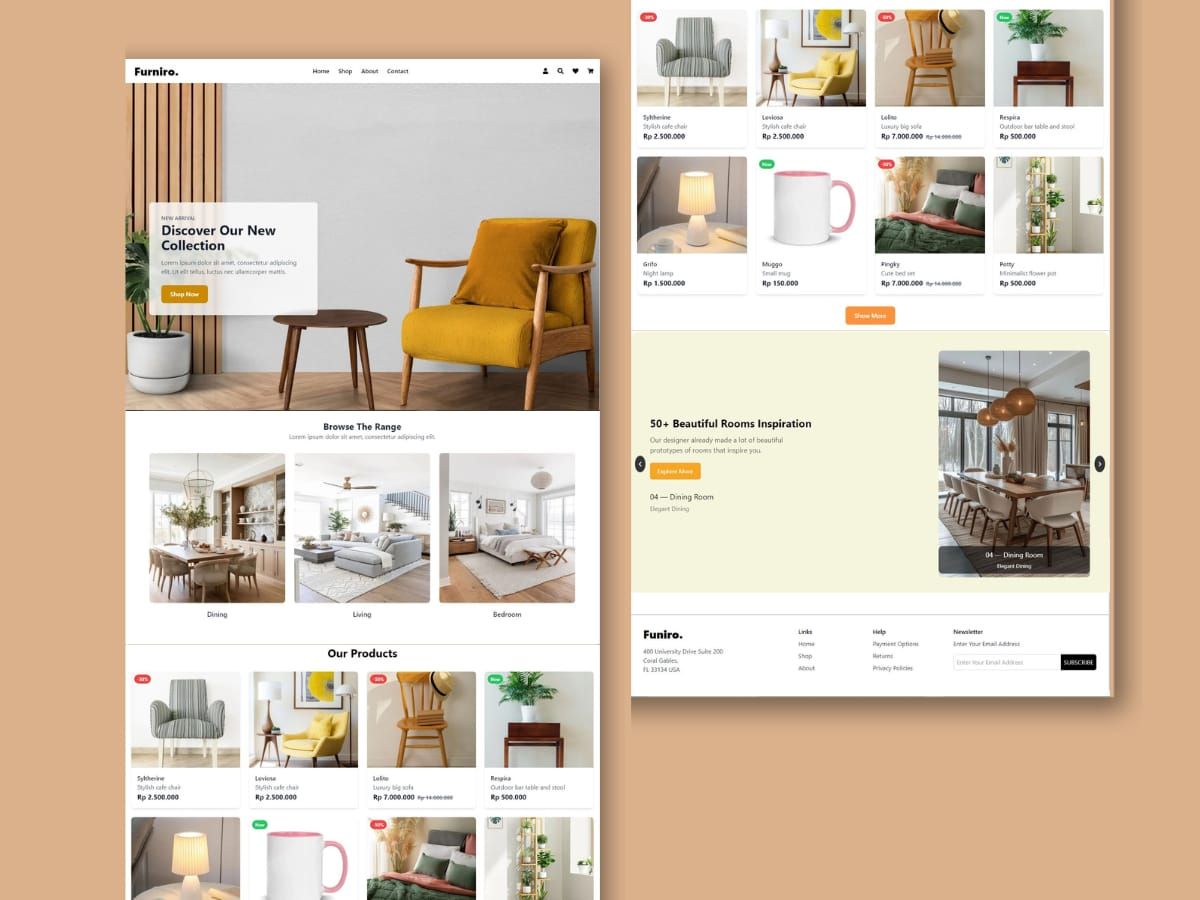 Furniro.
Home Shop About Contact
NEW ARRIVAL
Discover Our New
Collection
Lorem ipsum dolor sit amet, consectetur adipiscing
elit. Ut elit tellus, luctus nec ullamcorper mattis.
Shop Now
Browse The Range
Lorem ipsum dolor sit amet, consectetur adipiscing elit.
Dining
Living
Bedroom
Our Products
-30%
-50%
New
Syltherine
Stylish cafe chair
Rp 2.500.000
Leviosa
Stylish cafe chair
Rp 2.500.000
Lolito
Luxury big sofa
Rp 7.000.000 Rp 14.000.000
Respira
Outdoor bar table and stool
Rp 500.000
New
-50%
-30%
-50%
New
Syltherine
Stylish cafe chair
Rp 2.500.000
Leviosa
Stylish cafe chair
Rp 2.500.000
Lolito
Luxury big sofa
Rp 7.000.000 Rp 14.000.000
Respira
Outdoor bar table and stool
Rp 500.000
New
-50%
Grifo
Night lamp
Rp 1.500.000
Muggo
Small mug
Rp 150.000
Pingky
Cute bed set
Rp 7.000.000 Rp 14.000.000
Potty
Minimalist flower pot
Rp 500.000
Show More
50+ Beautiful Rooms Inspiration
Our designer already made a lot of beautiful
prototypes of rooms that inspire you.
Explore More
04 — Dining Room
Elegant Dining
04 — Dining Room
Elegant Dining
Funiro.
400 University Drive Suite 200
Coral Gables,
FL 33134 USA
Links
Home
Shop
About
Help
Payment Options
Returns
Privacy Policies
Newsletter
Enter Your Email Address
Enter Your Email Address
SUBSCRIBE